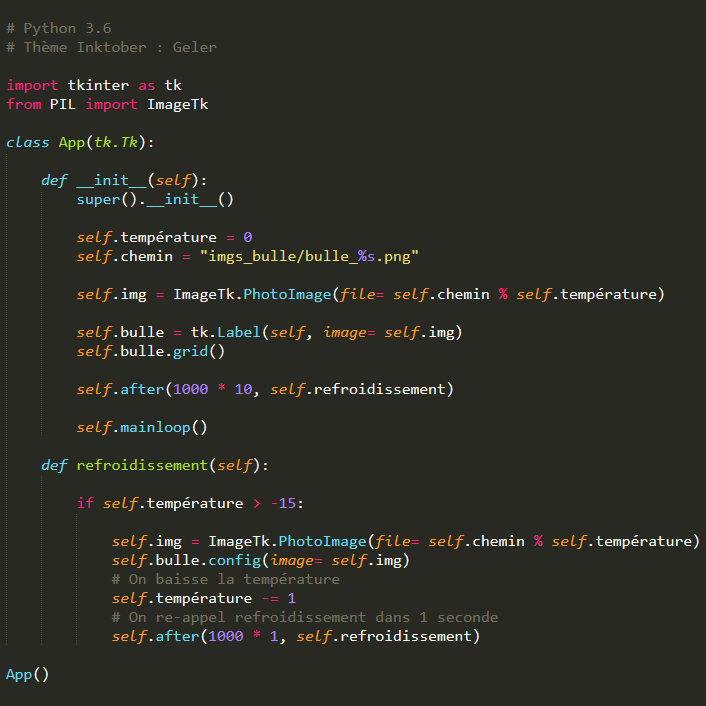 # Python 3.6
# Thème Inktober : Geler
import tkinter as tk
from PIL import ImageTk
class App(tk.Tk):
def __init__(self):
super().__init__()
self.température = 0
self.chemin = "imgs_bulle/bulle_%s.png"
self.img = ImageTk.PhotoImage(file= self.chemin % self.température)
self.bulle = tk.Label(self, image= self.img)
self.bulle.grid()
self.after(1000 * 10, self.refroidissement)
self.mainloop()
def refroidissement(self):
if self.température > -15:
self.img = ImageTk.PhotoImage(file= self.chemin % self.température)
self.bulle.config(image= self.img)
# On baisse la température
self.température -= 1
# On re-appel refroidissement dans 1 seconde
self.after(1000 * 1, self.refroidissement)
App()